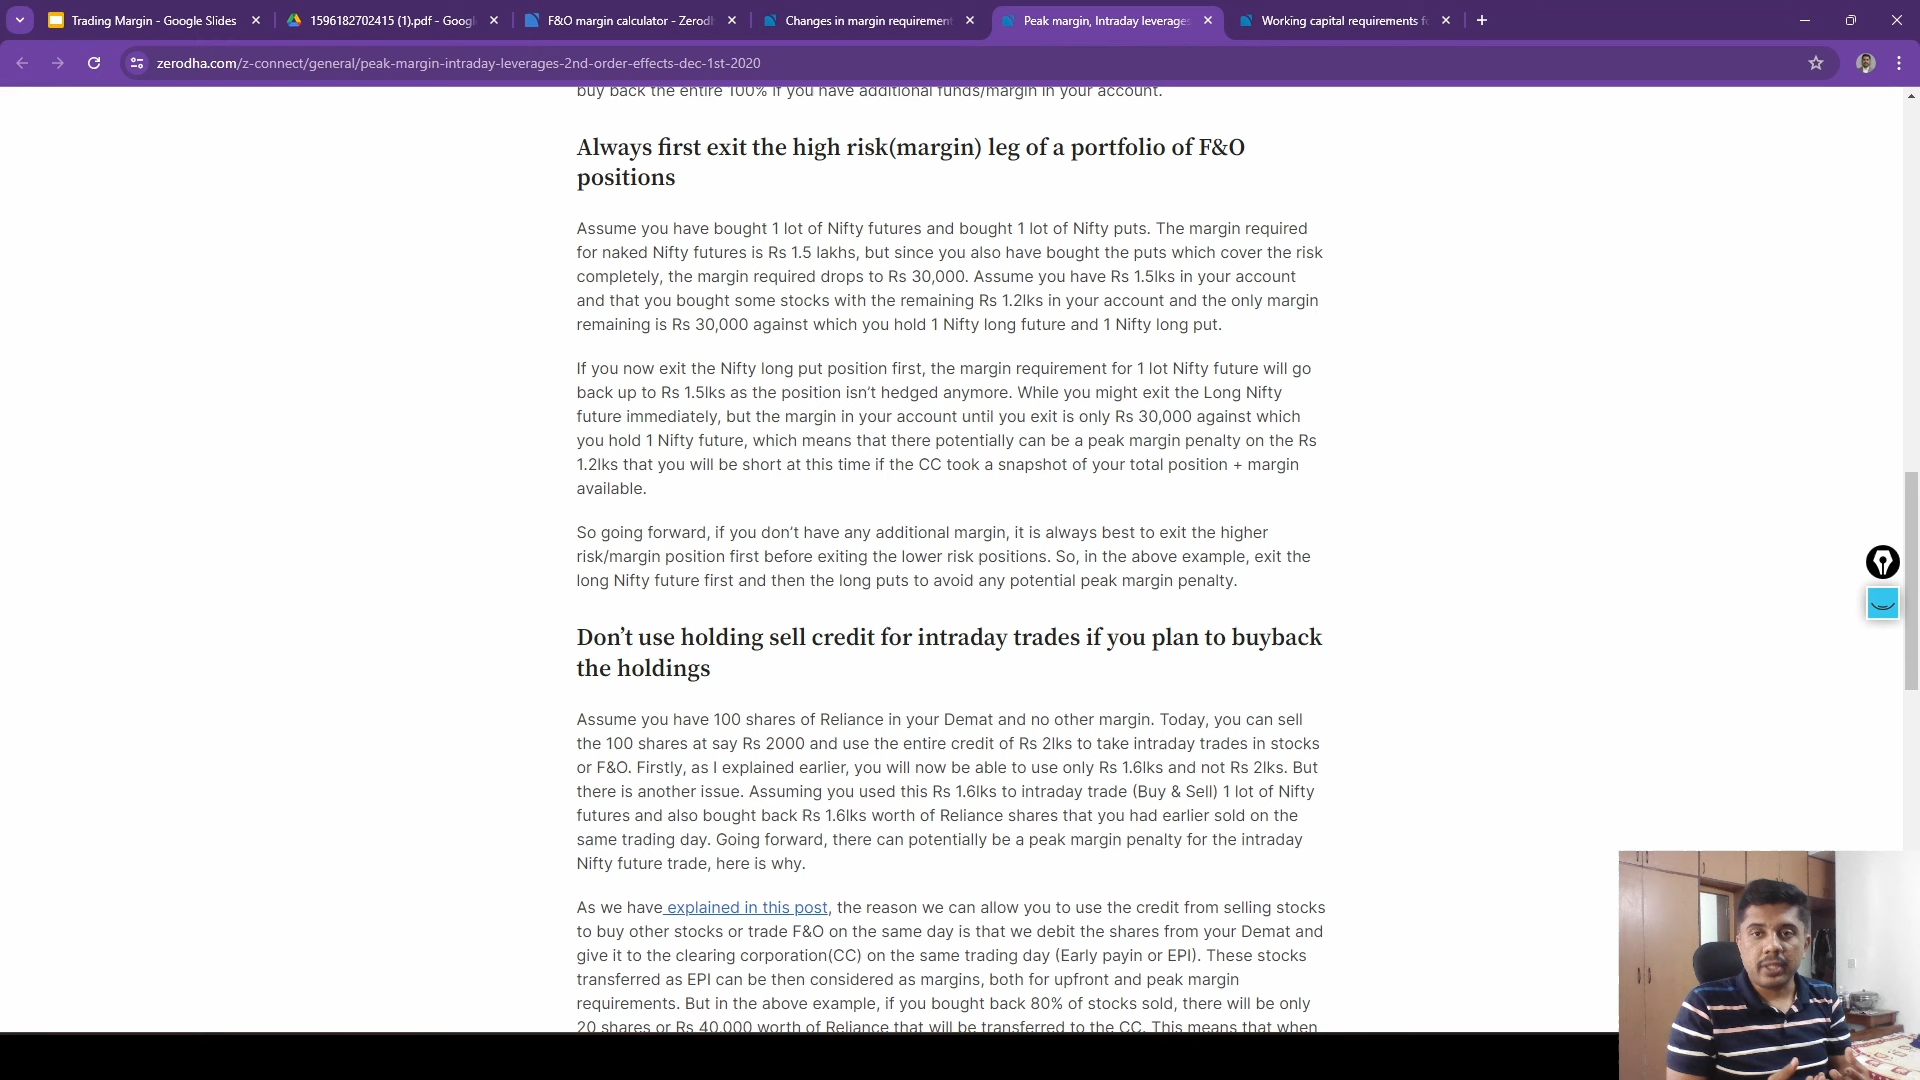 Trading Margin - Google Slides
1596182702415 (1).pdf - Googl
F&O margin calculator - Zerodh
Changes in margin requirement
Peak margin, Intraday leverages
Working capital requirements f
zerodha.com/z-connect/general/peak-margin-intraday-leverages-2nd-order-effects-dec-1st-2020
buy back the entire 100% if you have additional funds/margin in your account.
Always first exit the high risk(margin) leg of a portfolio of F&O
positions
Assume you have bought 1 lot of Nifty futures and bought 1 lot of Nifty puts. The margin required
for naked Nifty futures is Rs 1.5 lakhs, but since you also have bought the puts which cover the risk
completely, the margin required drops to Rs 30,000. Assume you have Rs 1.5lks in your account
and that you bought some stocks with the remaining Rs 1.2lks in your account and the only margin
remaining is Rs 30,000 against which you hold 1 Nifty long future and 1 Nifty long put.
If you now exit the Nifty long put position first, the margin requirement for 1 lot Nifty future will go
back up to Rs 1.5lks as the position isn’t hedged anymore. While you might exit the Long Nifty
future immediately, but the margin in your account until you exit is only Rs 30,000 against which
you hold 1 Nifty future, which means that there potentially can be a peak margin penalty on the Rs
1.2lks that you will be short at this time if the CC took a snapshot of your total position + margin
available.
So going forward, if you don’t have any additional margin, it is always best to exit the higher
risk/margin position first before exiting the lower risk positions. So, in the above example, exit the
long Nifty future first and then the long puts to avoid any potential peak margin penalty.
Don’t use holding sell credit for intraday trades if you plan to buyback
the holdings
Assume you have 100 shares of Reliance in your Demat and no other margin. Today, you can sell
the 100 shares at say Rs 2000 and use the entire credit of Rs 2lks to take intraday trades in stocks
or F&O. Firstly, as I explained earlier, you will now be able to use only Rs 1.6lks and not Rs 2lks. But
there is another issue. Assuming you used this Rs 1.6lks to intraday trade (Buy & Sell) 1 lot of Nifty
futures and also bought back Rs 1.6lks worth of Reliance shares that you had earlier sold on the
same trading day. Going forward, there can potentially be a peak margin penalty for the intraday
Nifty future trade, here is why.
As we have explained in this post, the reason we can allow you to use the credit from selling stocks
to buy other stocks or trade F&O on the same day is that we debit the shares from your Demat and
give it to the clearing corporation(CC) on the same trading day (Early payin or EPI). These stocks
transferred as EPI can be then considered as margins, both for upfront and peak margin
requirements. But in the above example, if you bought back 80% of stocks sold, there will be only
20 shares or Rs 40,000 worth of Reliance that will be transferred to the CC. This means that when